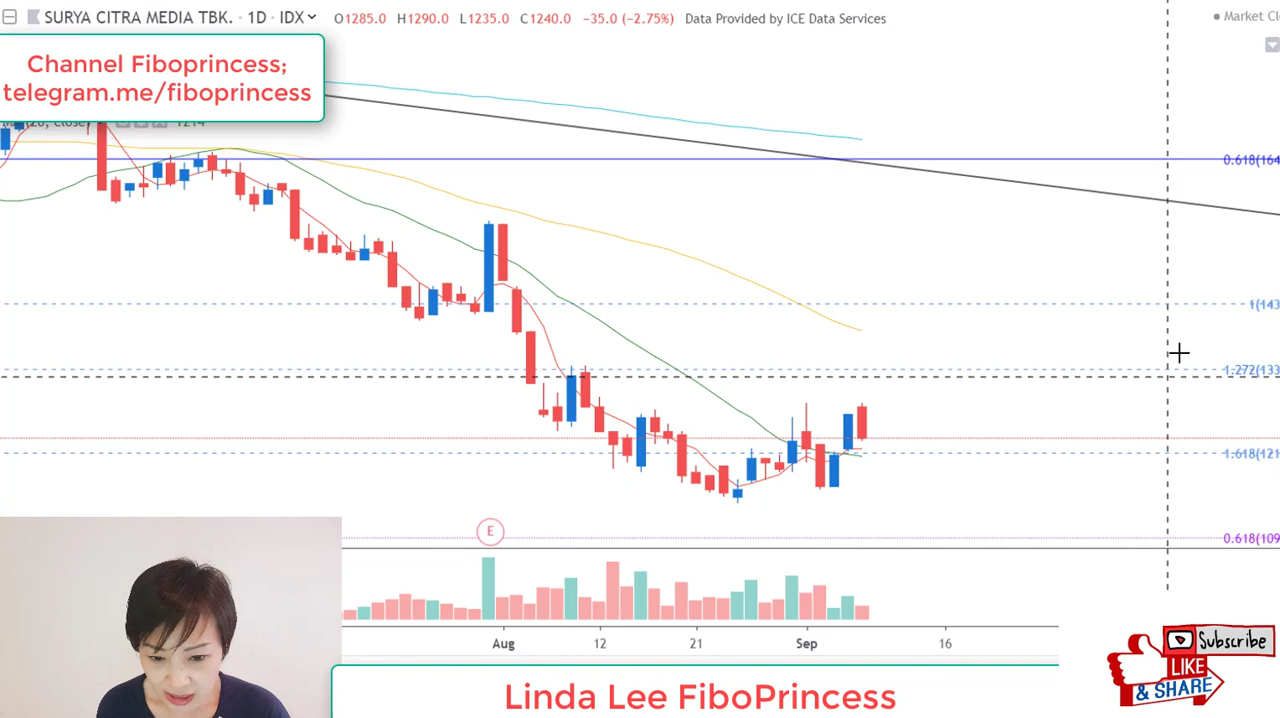 SURYA CITRA MEDIA TBK. · 1D · IDX O1285.0 H1290.0 L1235.0 C1240.0 −35.0 (−2.75%) Data Provided by ICE Data Services
Market Cl
Channel Fiboprincess;
telegram.me/fiboprincess
0.618(164
1(143
1.272(133
1.618(121
0.618(109
E
Aug 12 21 Sep 16
Subscribe
LIKE
& SHARE
Linda Lee FiboPrincess